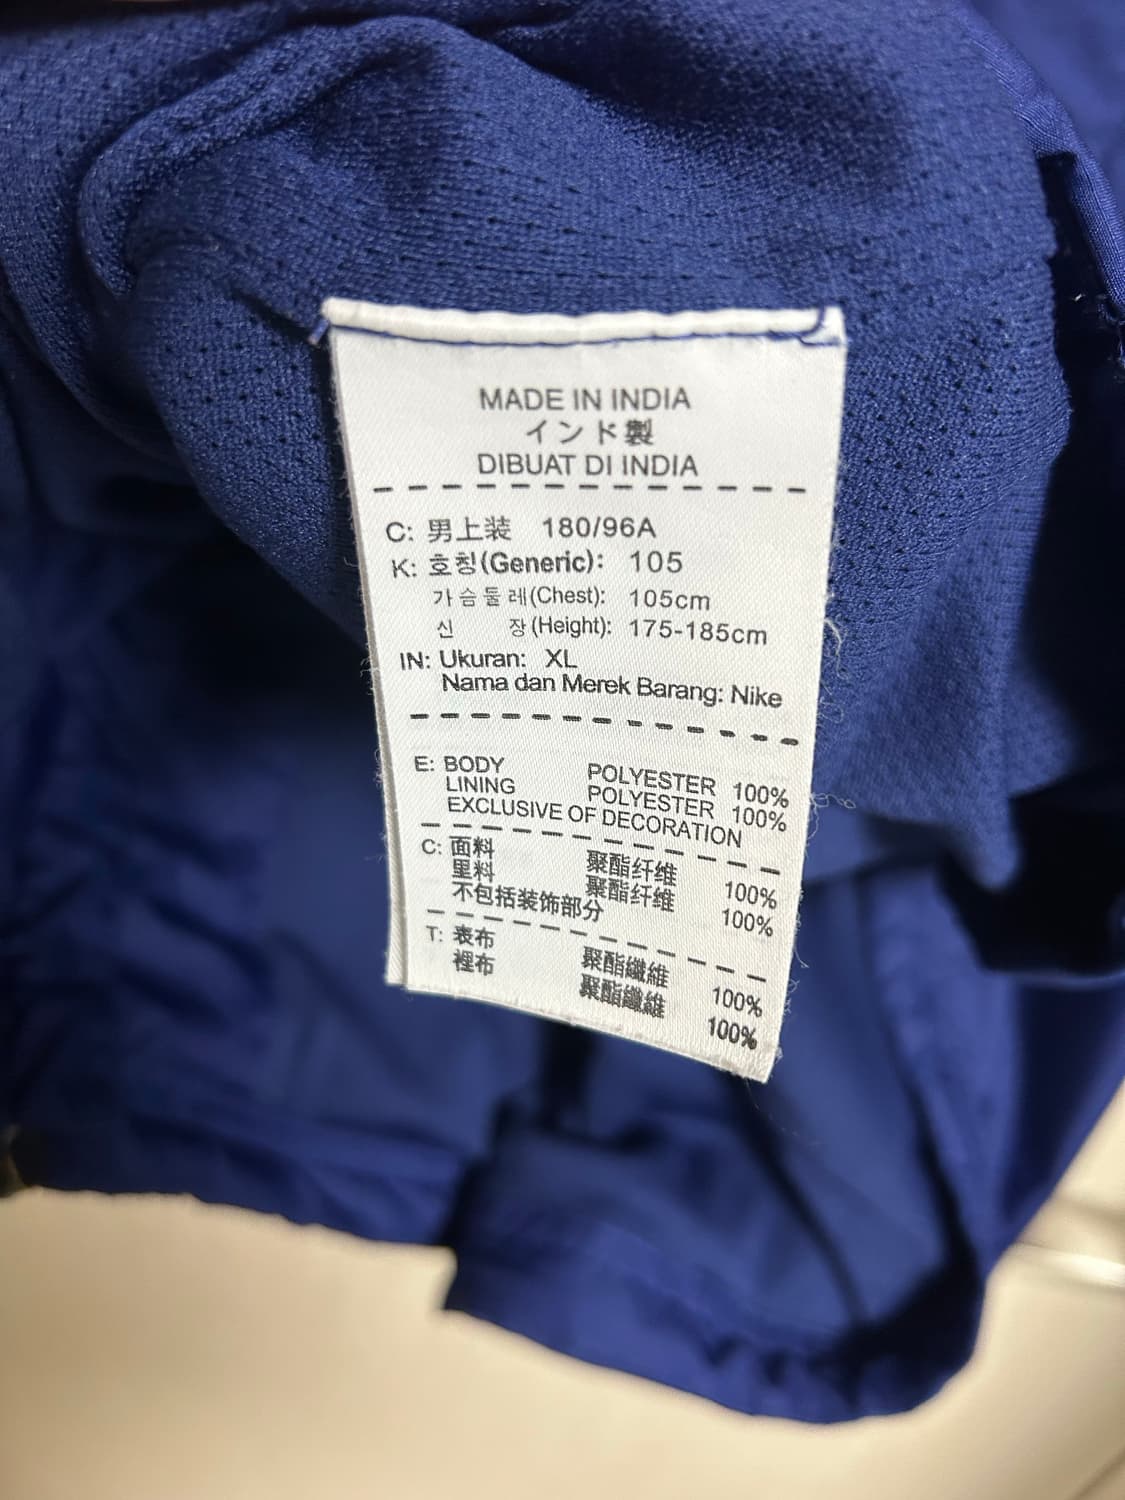 MADE IN INDIA
インド製
DIBUAT DI INDIA
C: 男上装 180/96A
K: 호칭(Generic): 105
가슴둘레(Chest): 105cm
신 장(Height): 175-185cm
IN: Ukuran: XL
Nama dan Merek Barang: Nike
E: BODY POLYESTER 100%
LINING POLYESTER 100%
EXCLUSIVE OF DECORATION
C: 面料 聚酯纤维 100%
里料 聚酯纤维 100%
不包括装饰部分
T: 表布 聚酯纖維 100%
裡布 聚酯纖維 100%